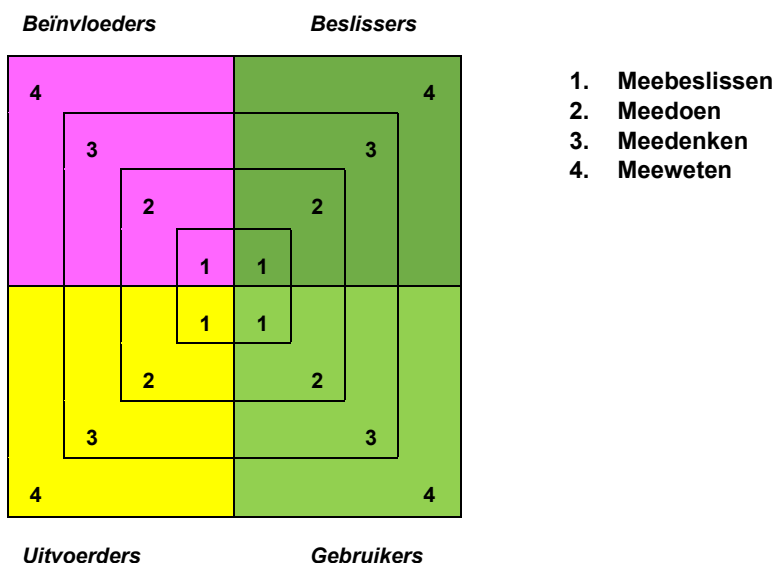 Beïnvloeders Beslissers
4 4
3 3
2 2
1 1
1 1
2 2
3 3
4 4
Uitvoerders Gebruikers
1. Meebeslissen
2. Meedoen
3. Meedenken
4. Meeweten